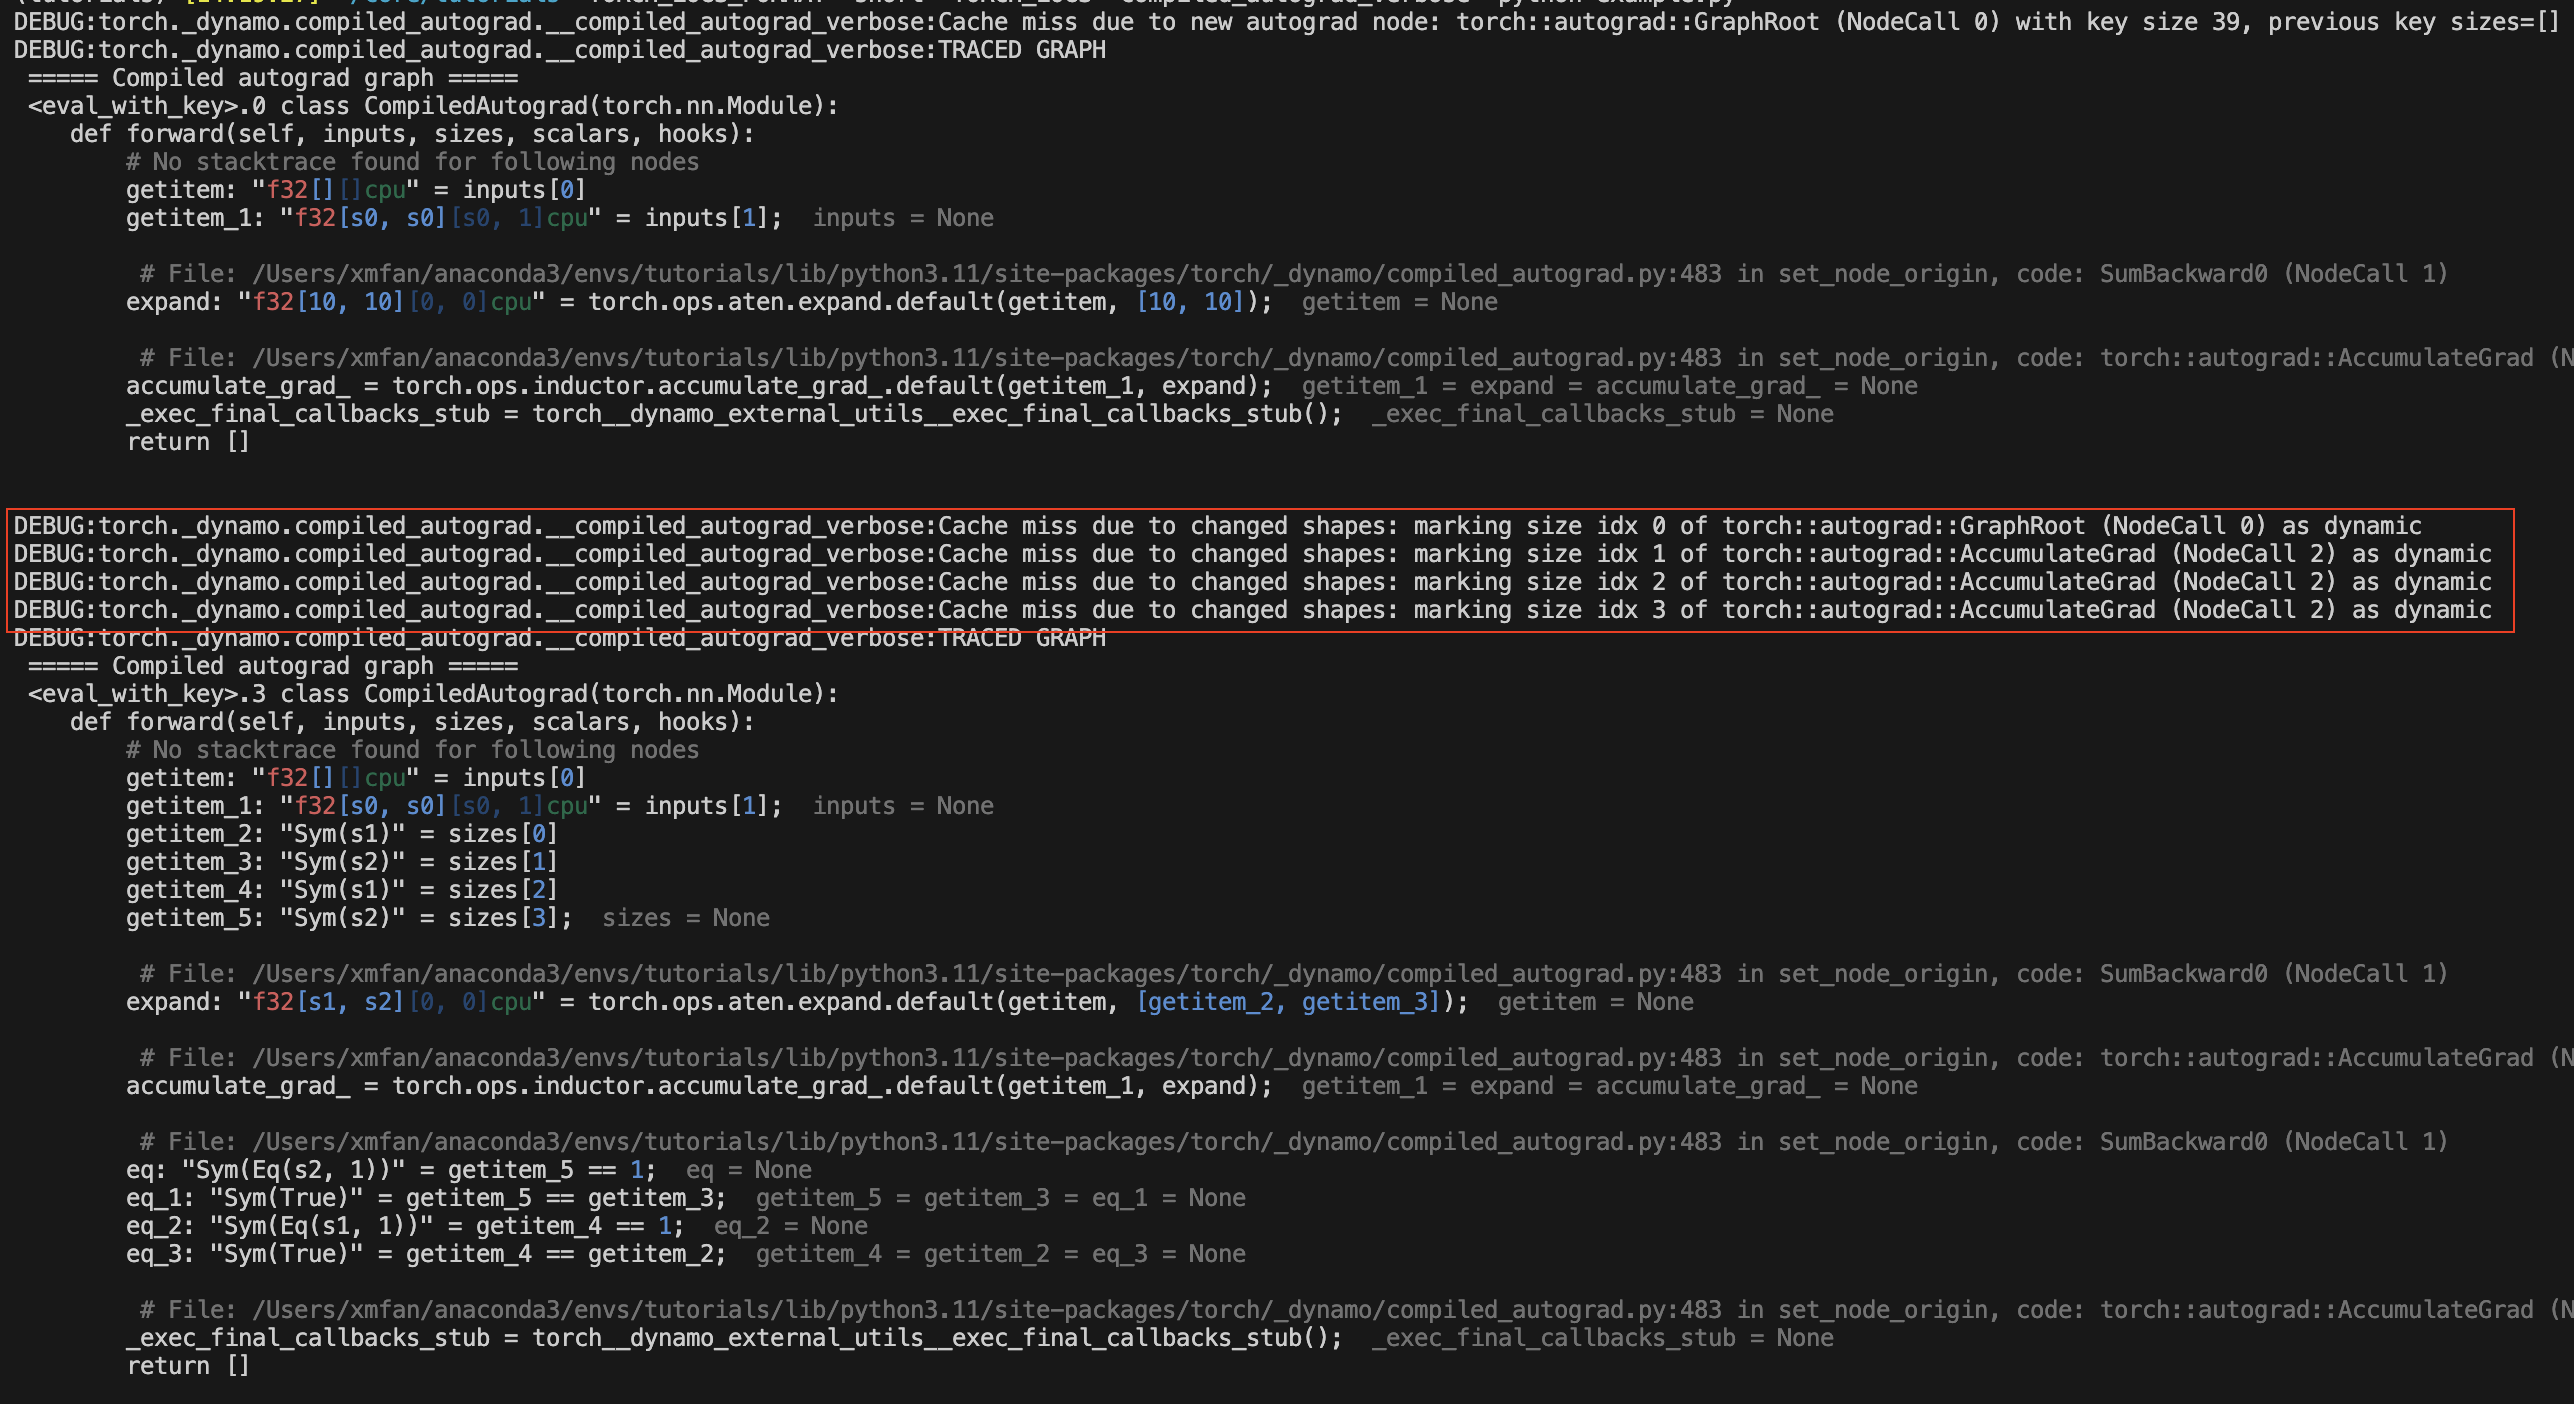 DEBUG:torch._dynamo.compiled_autograd.__compiled_autograd_verbose:Cache miss due to new autograd node: torch::autograd::GraphRoot (NodeCall 0) with key size 39, previous key sizes=[]
DEBUG:torch._dynamo.compiled_autograd.__compiled_autograd_verbose:TRACED GRAPH
===== Compiled autograd graph =====
<eval_with_key>.0 class CompiledAutograd(torch.nn.Module):
def forward(self, inputs, sizes, scalars, hooks):
# No stacktrace found for following nodes
getitem: "f32[][]cpu" = inputs[0]
getitem_1: "f32[s0, s0][s0, 1]cpu" = inputs[1];  inputs = None
# File: /Users/xmfan/anaconda3/envs/tutorials/lib/python3.11/site-packages/torch/_dynamo/compiled_autograd.py:483 in set_node_origin, code: SumBackward0 (NodeCall 1)
expand: "f32[10, 10][0, 0]cpu" = torch.ops.aten.expand.default(getitem, [10, 10]);  getitem = None
# File: /Users/xmfan/anaconda3/envs/tutorials/lib/python3.11/site-packages/torch/_dynamo/compiled_autograd.py:483 in set_node_origin, code: torch::autograd::AccumulateGrad (N
accumulate_grad_ = torch.ops.inductor.accumulate_grad_.default(getitem_1, expand);  getitem_1 = expand = accumulate_grad_ = None
_exec_final_callbacks_stub = torch__dynamo_external_utils__exec_final_callbacks_stub();  _exec_final_callbacks_stub = None
return []
DEBUG:torch._dynamo.compiled_autograd.__compiled_autograd_verbose:Cache miss due to changed shapes: marking size idx 0 of torch::autograd::GraphRoot (NodeCall 0) as dynamic
DEBUG:torch._dynamo.compiled_autograd.__compiled_autograd_verbose:Cache miss due to changed shapes: marking size idx 1 of torch::autograd::AccumulateGrad (NodeCall 2) as dynamic
DEBUG:torch._dynamo.compiled_autograd.__compiled_autograd_verbose:Cache miss due to changed shapes: marking size idx 2 of torch::autograd::AccumulateGrad (NodeCall 2) as dynamic
DEBUG:torch._dynamo.compiled_autograd.__compiled_autograd_verbose:Cache miss due to changed shapes: marking size idx 3 of torch::autograd::AccumulateGrad (NodeCall 2) as dynamic
DEBUG:torch._dynamo.compiled_autograd.__compiled_autograd_verbose:TRACED GRAPH
===== Compiled autograd graph =====
<eval_with_key>.3 class CompiledAutograd(torch.nn.Module):
def forward(self, inputs, sizes, scalars, hooks):
# No stacktrace found for following nodes
getitem: "f32[][]cpu" = inputs[0]
getitem_1: "f32[s0, s0][s0, 1]cpu" = inputs[1];  inputs = None
getitem_2: "Sym(s1)" = sizes[0]
getitem_3: "Sym(s2)" = sizes[1]
getitem_4: "Sym(s1)" = sizes[2]
getitem_5: "Sym(s2)" = sizes[3];  sizes = None
# File: /Users/xmfan/anaconda3/envs/tutorials/lib/python3.11/site-packages/torch/_dynamo/compiled_autograd.py:483 in set_node_origin, code: SumBackward0 (NodeCall 1)
expand: "f32[s1, s2][0, 0]cpu" = torch.ops.aten.expand.default(getitem, [getitem_2, getitem_3]);  getitem = None
# File: /Users/xmfan/anaconda3/envs/tutorials/lib/python3.11/site-packages/torch/_dynamo/compiled_autograd.py:483 in set_node_origin, code: torch::autograd::AccumulateGrad (N
accumulate_grad_ = torch.ops.inductor.accumulate_grad_.default(getitem_1, expand);  getitem_1 = expand = accumulate_grad_ = None
# File: /Users/xmfan/anaconda3/envs/tutorials/lib/python3.11/site-packages/torch/_dynamo/compiled_autograd.py:483 in set_node_origin, code: SumBackward0 (NodeCall 1)
eq: "Sym(Eq(s2, 1))" = getitem_5 == 1;  eq = None
eq_1: "Sym(True)" = getitem_5 == getitem_3;  getitem_5 = getitem_3 = eq_1 = None
eq_2: "Sym(Eq(s1, 1))" = getitem_4 == 1;  eq_2 = None
eq_3: "Sym(True)" = getitem_4 == getitem_2;  getitem_4 = getitem_2 = eq_3 = None
# File: /Users/xmfan/anaconda3/envs/tutorials/lib/python3.11/site-packages/torch/_dynamo/compiled_autograd.py:483 in set_node_origin, code: torch::autograd::AccumulateGrad (N
_exec_final_callbacks_stub = torch__dynamo_external_utils__exec_final_callbacks_stub();  _exec_final_callbacks_stub = None
return []